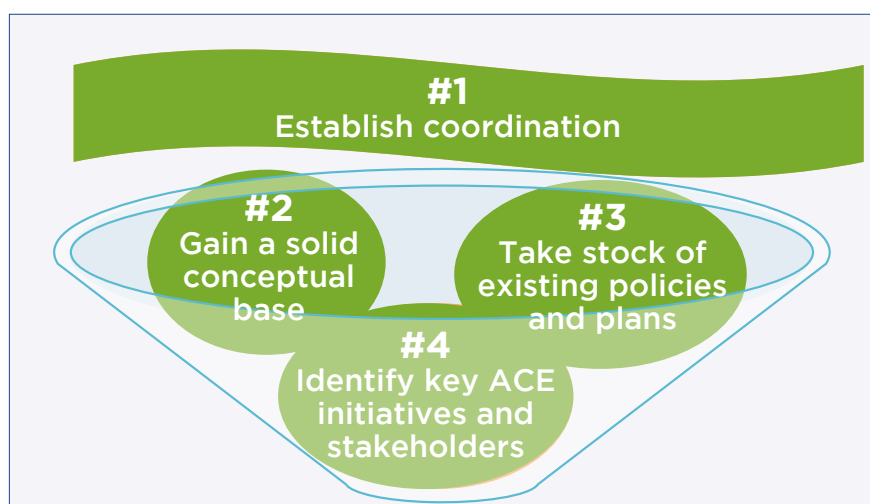 #1
Establish coordination
#2
Gain a solid
conceptual
base
#3
Take stock of
existing policies
and plans
#4
Identify key ACE
initiatives and
stakeholders